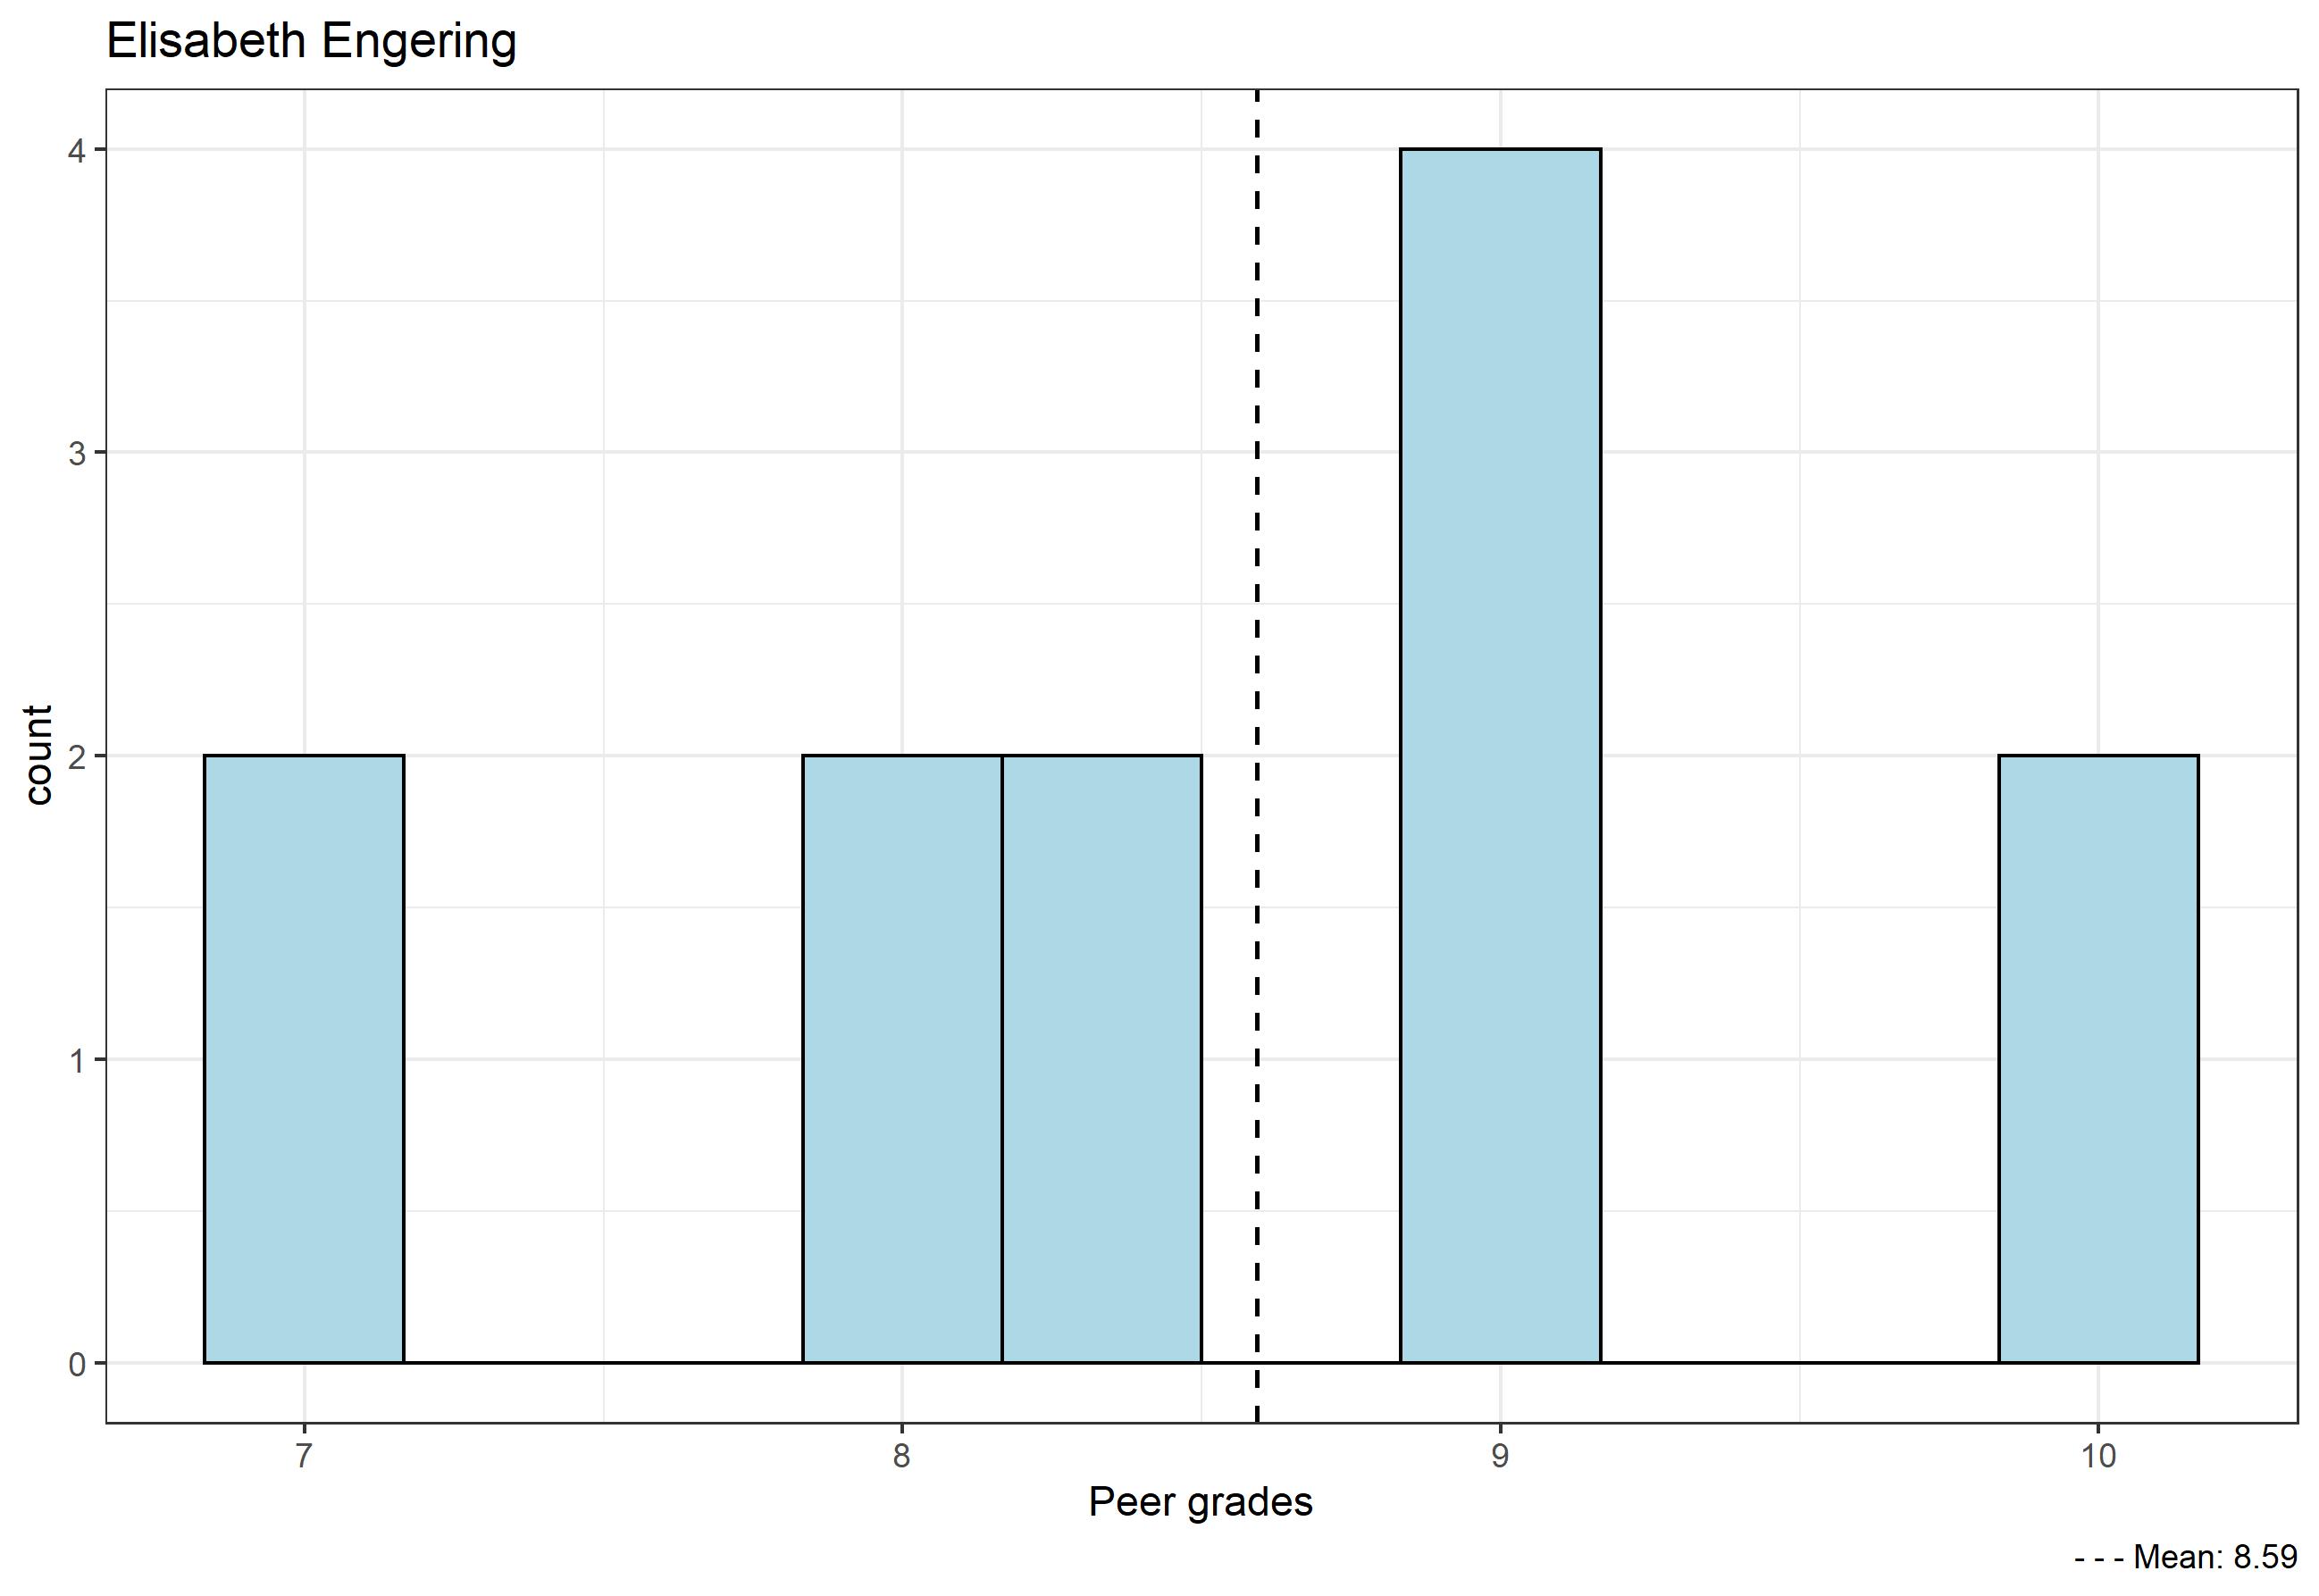 Elisabeth Engering
4
3
2
1
0
count
7 8 9 10
Peer grades
- - - Mean: 8.59